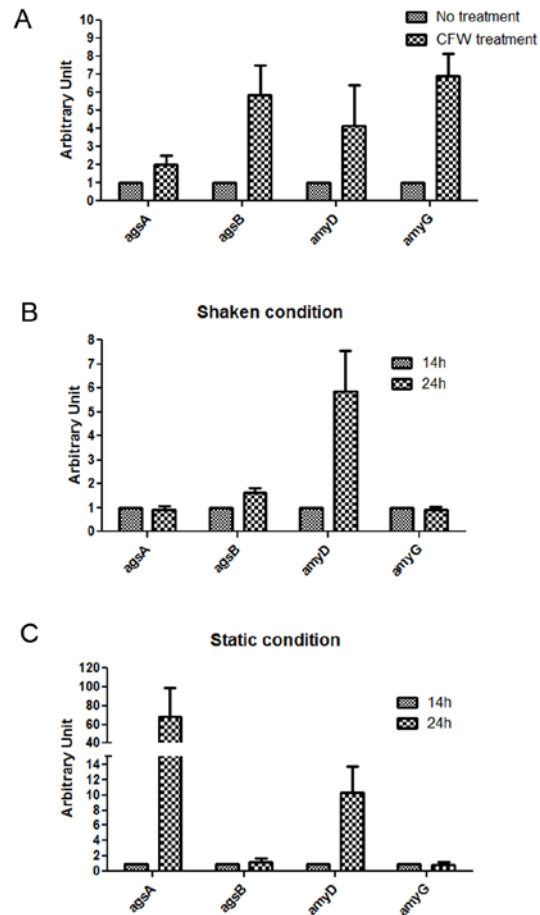 A
No treatment
CFW treatment
Arbitrary Unit
10
9
8
7
6
5
4
3
2
1
0
agsA
agsB
amyD
amyG
B
Shaken condition
14h
24h
Arbitrary Unit
8
7
6
5
4
3
2
1
0
agsA
agsB
amyD
amyG
C
Static condition
14h
24h
Arbitrary Unit
120
100
80
60
40
14
12
10
8
6
4
2
0
agsA
agsB
amyD
amyG